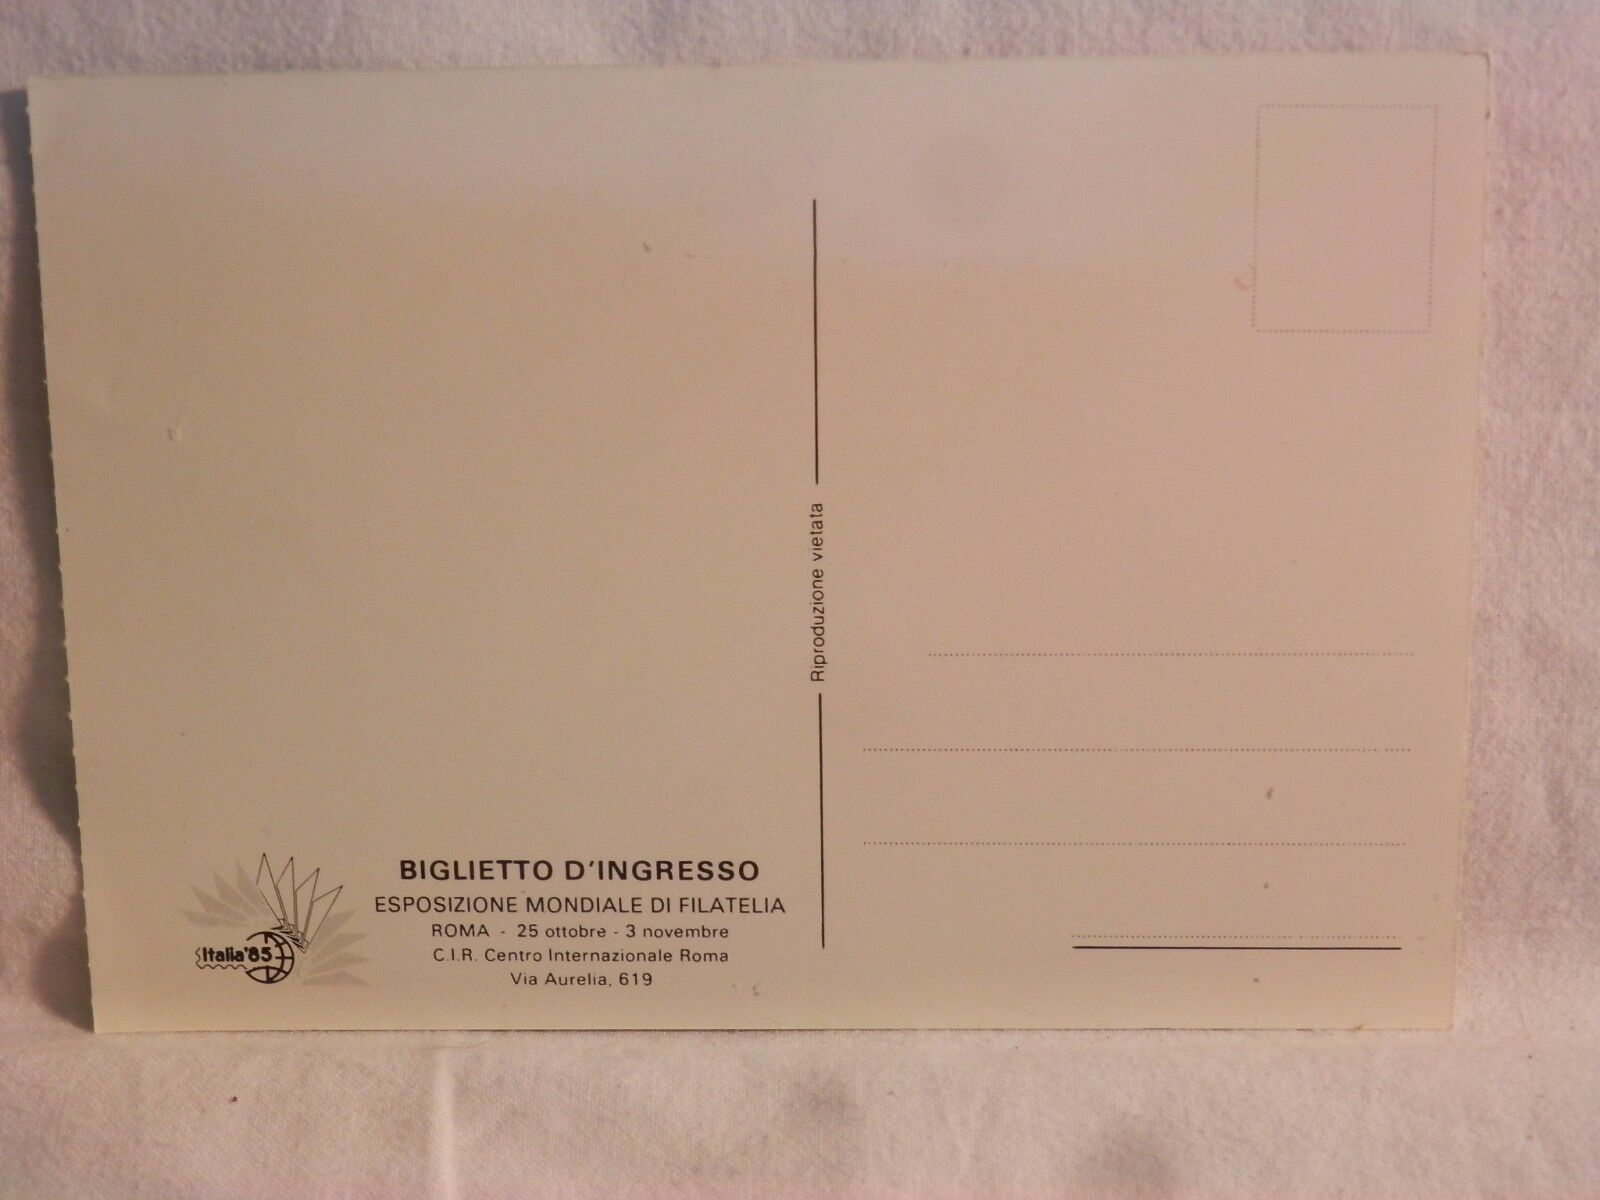 BIGLIETTO D'INGRESSO
ESPOSIZIONE MONDIALE DI FILATELIA
ROMA - 25 ottobre - 3 novembre
C.I.R. Centro Internazionale Roma
Via Aurelia, 619
Italia'85
Riproduzione vietata